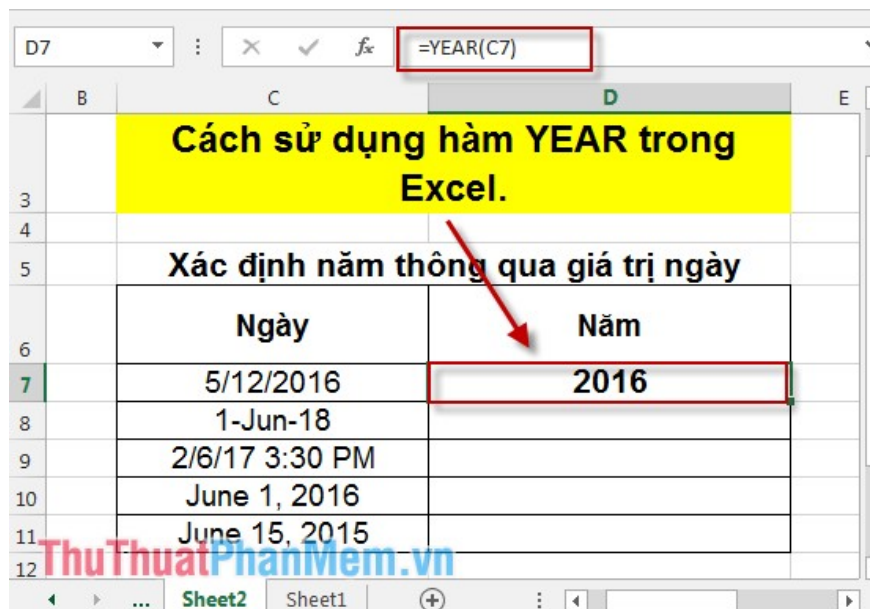 D7 fx =YEAR(C7)
B C D E
3 Cách sử dụng hàm YEAR trong
Excel.
4
5 Xác định năm thông qua giá trị ngày
6 Ngày Năm
7 5/12/2016 2016
8 1-Jun-18
9 2/6/17 3:30 PM
10 June 1, 2016
11 June 15, 2015
12 ThuThuatPhanMem.vn
... Sheet2 Sheet1